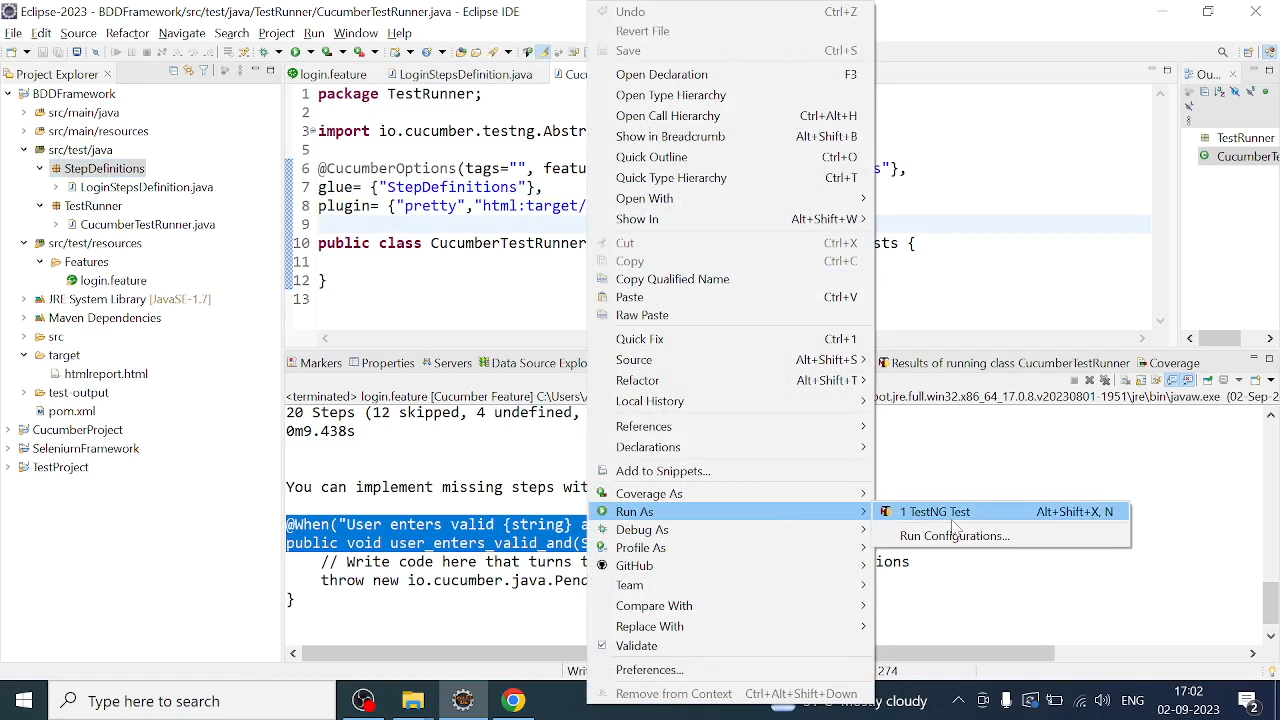 Eclipse-2023 - BDDFramework/src/test/java/TestRunner/CucumberTestRunner.java - Eclipse IDE
File Edit Source Refactor Navigate Search Project Run Window Help
Project Explorer
login.feature
LoginStepsDefinition.java
Cuc
Ou...
BDDFramework
src/main/java
src/main/resources
src/test/java
StepDefinitions
LoginStepsDefinition.java
TestRunner
CucumberTestRunner.java
src/test/resources
Features
login.feature
JRE System Library [JavaSE-1.7]
Maven Dependencies
src
target
htmlreport.html
test-output
pom.xml
CucumberProject
SeleniumFramework
TestProject
1 package TestRunner;
2
3 import io.cucumber.testng.Abstr
4
5
6 @CucumberOptions(tags="", featu s"},
7 glue= {"StepDefinitions"},
8 plugin= {"pretty","html:target/
9
10 public class CucumberTestRunner sts {
11
12 }
13
TestRunner
CucumberTe
Undo Ctrl+Z
Revert File
Save Ctrl+S
Open Declaration F3
Open Type Hierarchy
Open Call Hierarchy Ctrl+Alt+H
Show in Breadcrumb Alt+Shift+B
Quick Outline Ctrl+O
Quick Type Hierarchy Ctrl+T
Open With
Show In Alt+Shift+W
Cut Ctrl+X
Copy Ctrl+C
Copy Qualified Name
Paste Ctrl+V
Raw Paste
Quick Fix Ctrl+1
Source Alt+Shift+S
Refactor Alt+Shift+T
Local History
References
Declarations
Add to Snippets...
Coverage As
Run As
Debug As
Profile As
GitHub
Team
Compare With
Replace With
Validate
Preferences...
Remove from Context Ctrl+Alt+Shift+Down
1 TestNG Test Alt+Shift+X, N
Run Configurations...
Markers Properties Servers Data Source Explo
Results of running class CucumberTestRunner Coverage
<terminated> login.feature [Cucumber Feature] C:\Users\ pot.jre.full.win32.x86_64_17.0.8.v20230801-1951\jre\bin\javaw.exe (02-Sep-2
20 Steps (12 skipped, 4 undefined,
0m9.438s
You can implement missing steps wit
@When("User enters valid {string} a
public void user_enters_valid_and(S
// Write code here that turns t ions
throw new io.cucumber.java.Pend
}
Writ
274
Type here to search
mostly cloudy
ENG
17:02
02-09-2023